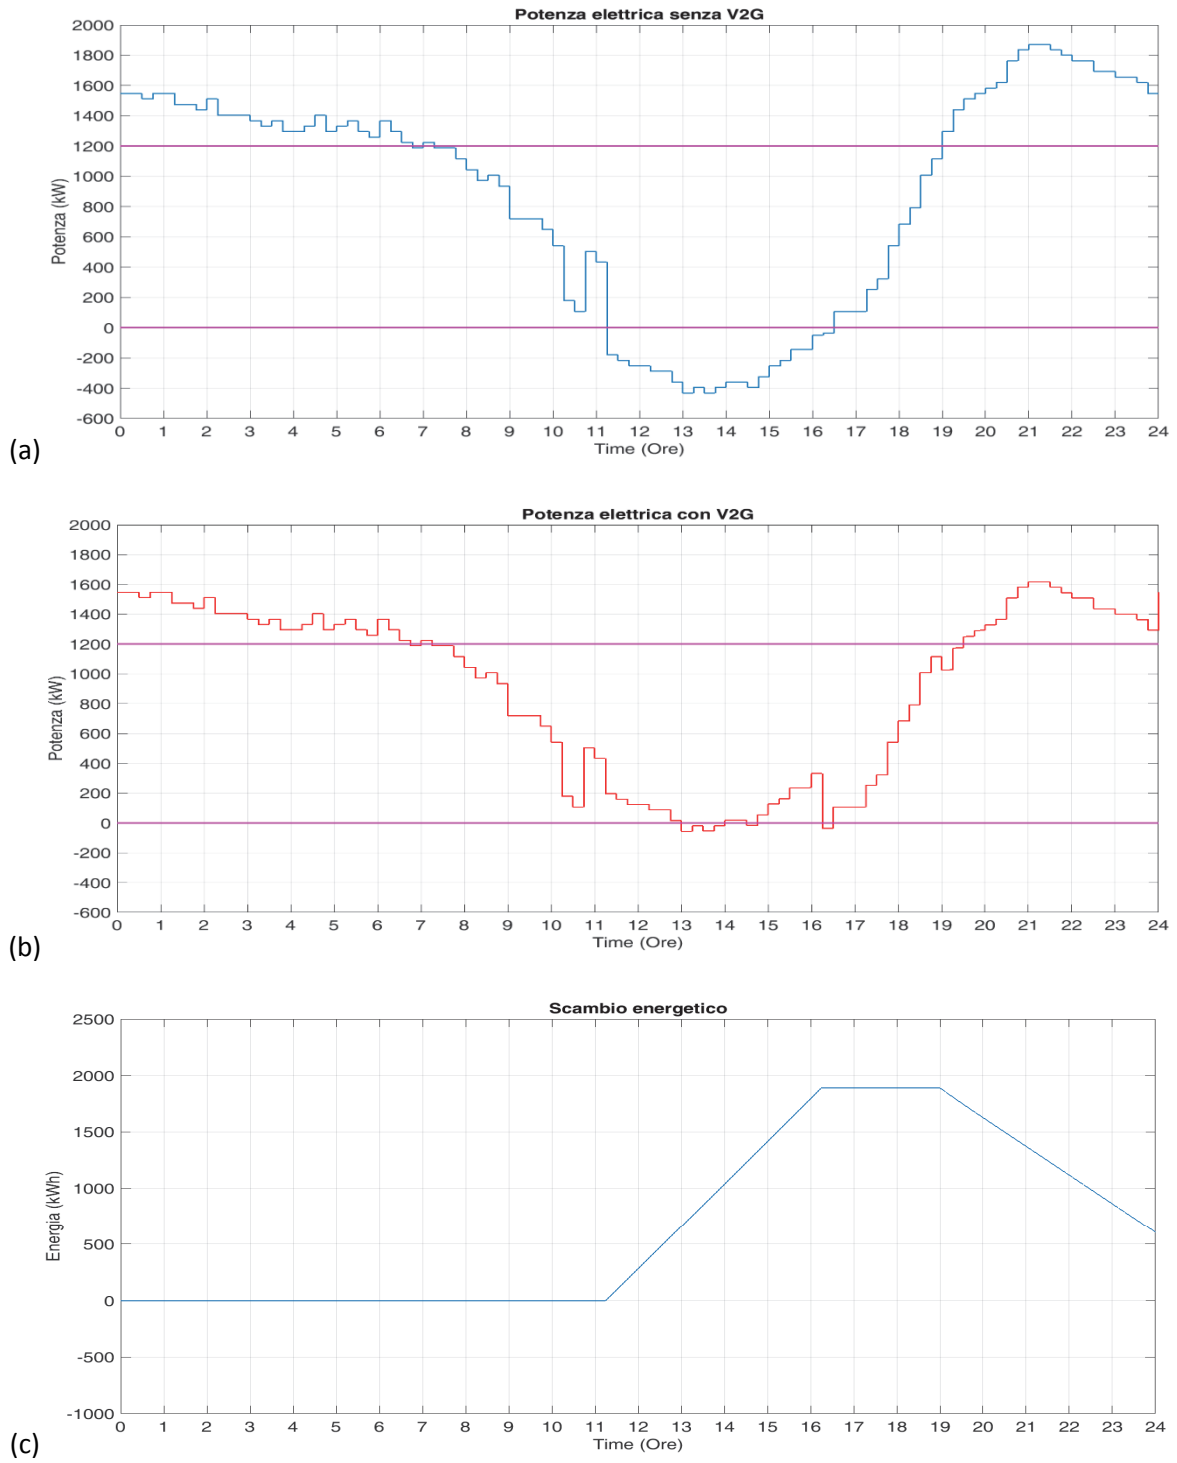 Potenza elettrica senza V2G
2000
1800
1600
1400
1200
1000
800
600
400
200
0
-200
-400
-600
Potenza (kW)
0 1 2 3 4 5 6 7 8 9 10 11 12 13 14 15 16 17 18 19 20 21 22 23 24
Time (Ore)
(a)
Potenza elettrica con V2G
2000
1800
1600
1400
1200
1000
800
600
400
200
0
-200
-400
-600
Potenza (kW)
0 1 2 3 4 5 6 7 8 9 10 11 12 13 14 15 16 17 18 19 20 21 22 23 24
Time (Ore)
(b)
Scambio energetico
2500
2000
1500
1000
500
0
-500
-1000
Energia (kWh)
0 1 2 3 4 5 6 7 8 9 10 11 12 13 14 15 16 17 18 19 20 21 22 23 24
Time (Ore)
(c)